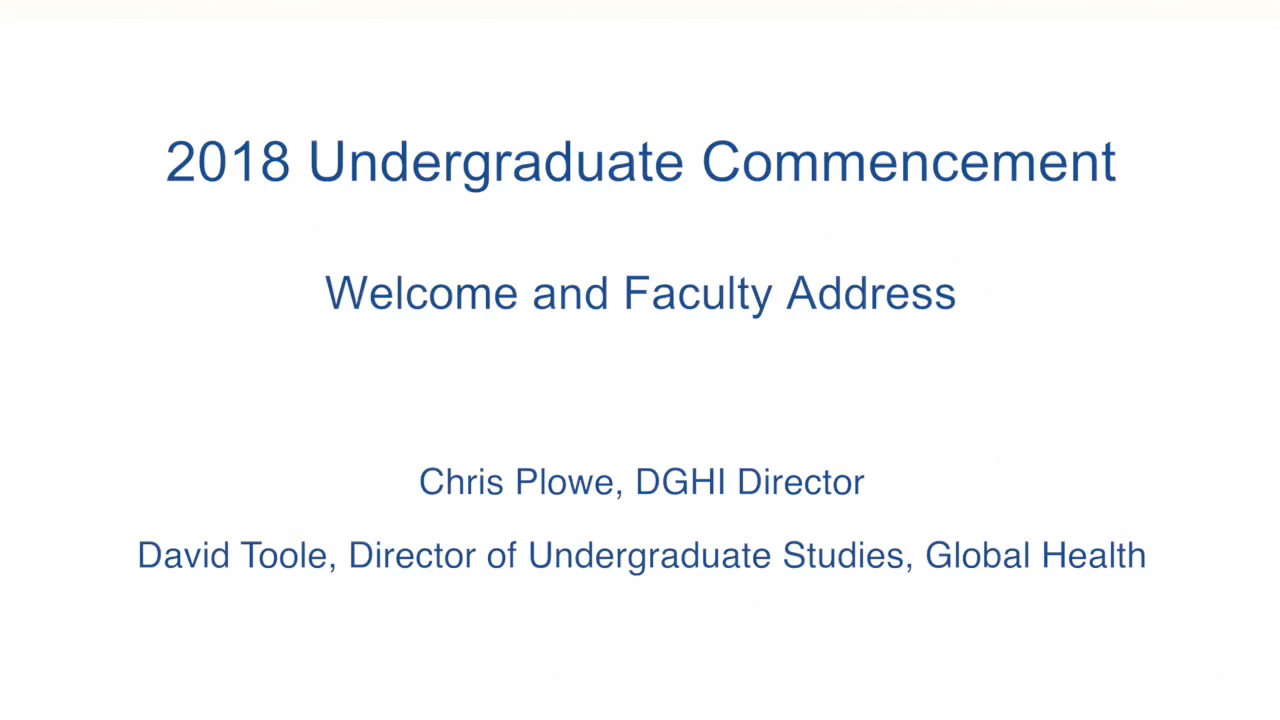 2018 Undergraduate Commencement
Welcome and Faculty Address
Chris Plowe, DGHI Director
David Toole, Director of Undergraduate Studies, Global Health